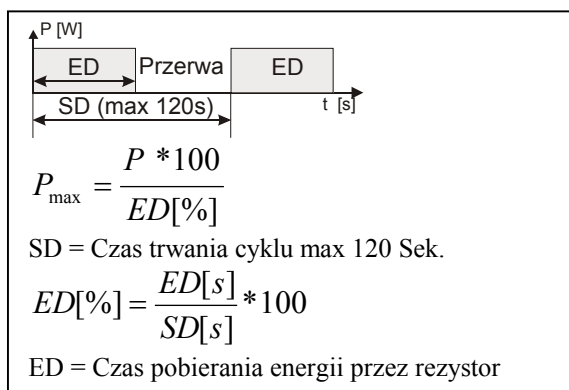 P [W]
ED Przerwa ED
SD (max 120s) t [s]
P_max = P *100 / ED[%]
SD = Czas trwania cyklu max 120 Sek.
ED[%] = ED[s] / SD[s] *100
ED = Czas pobierania energii przez rezystor